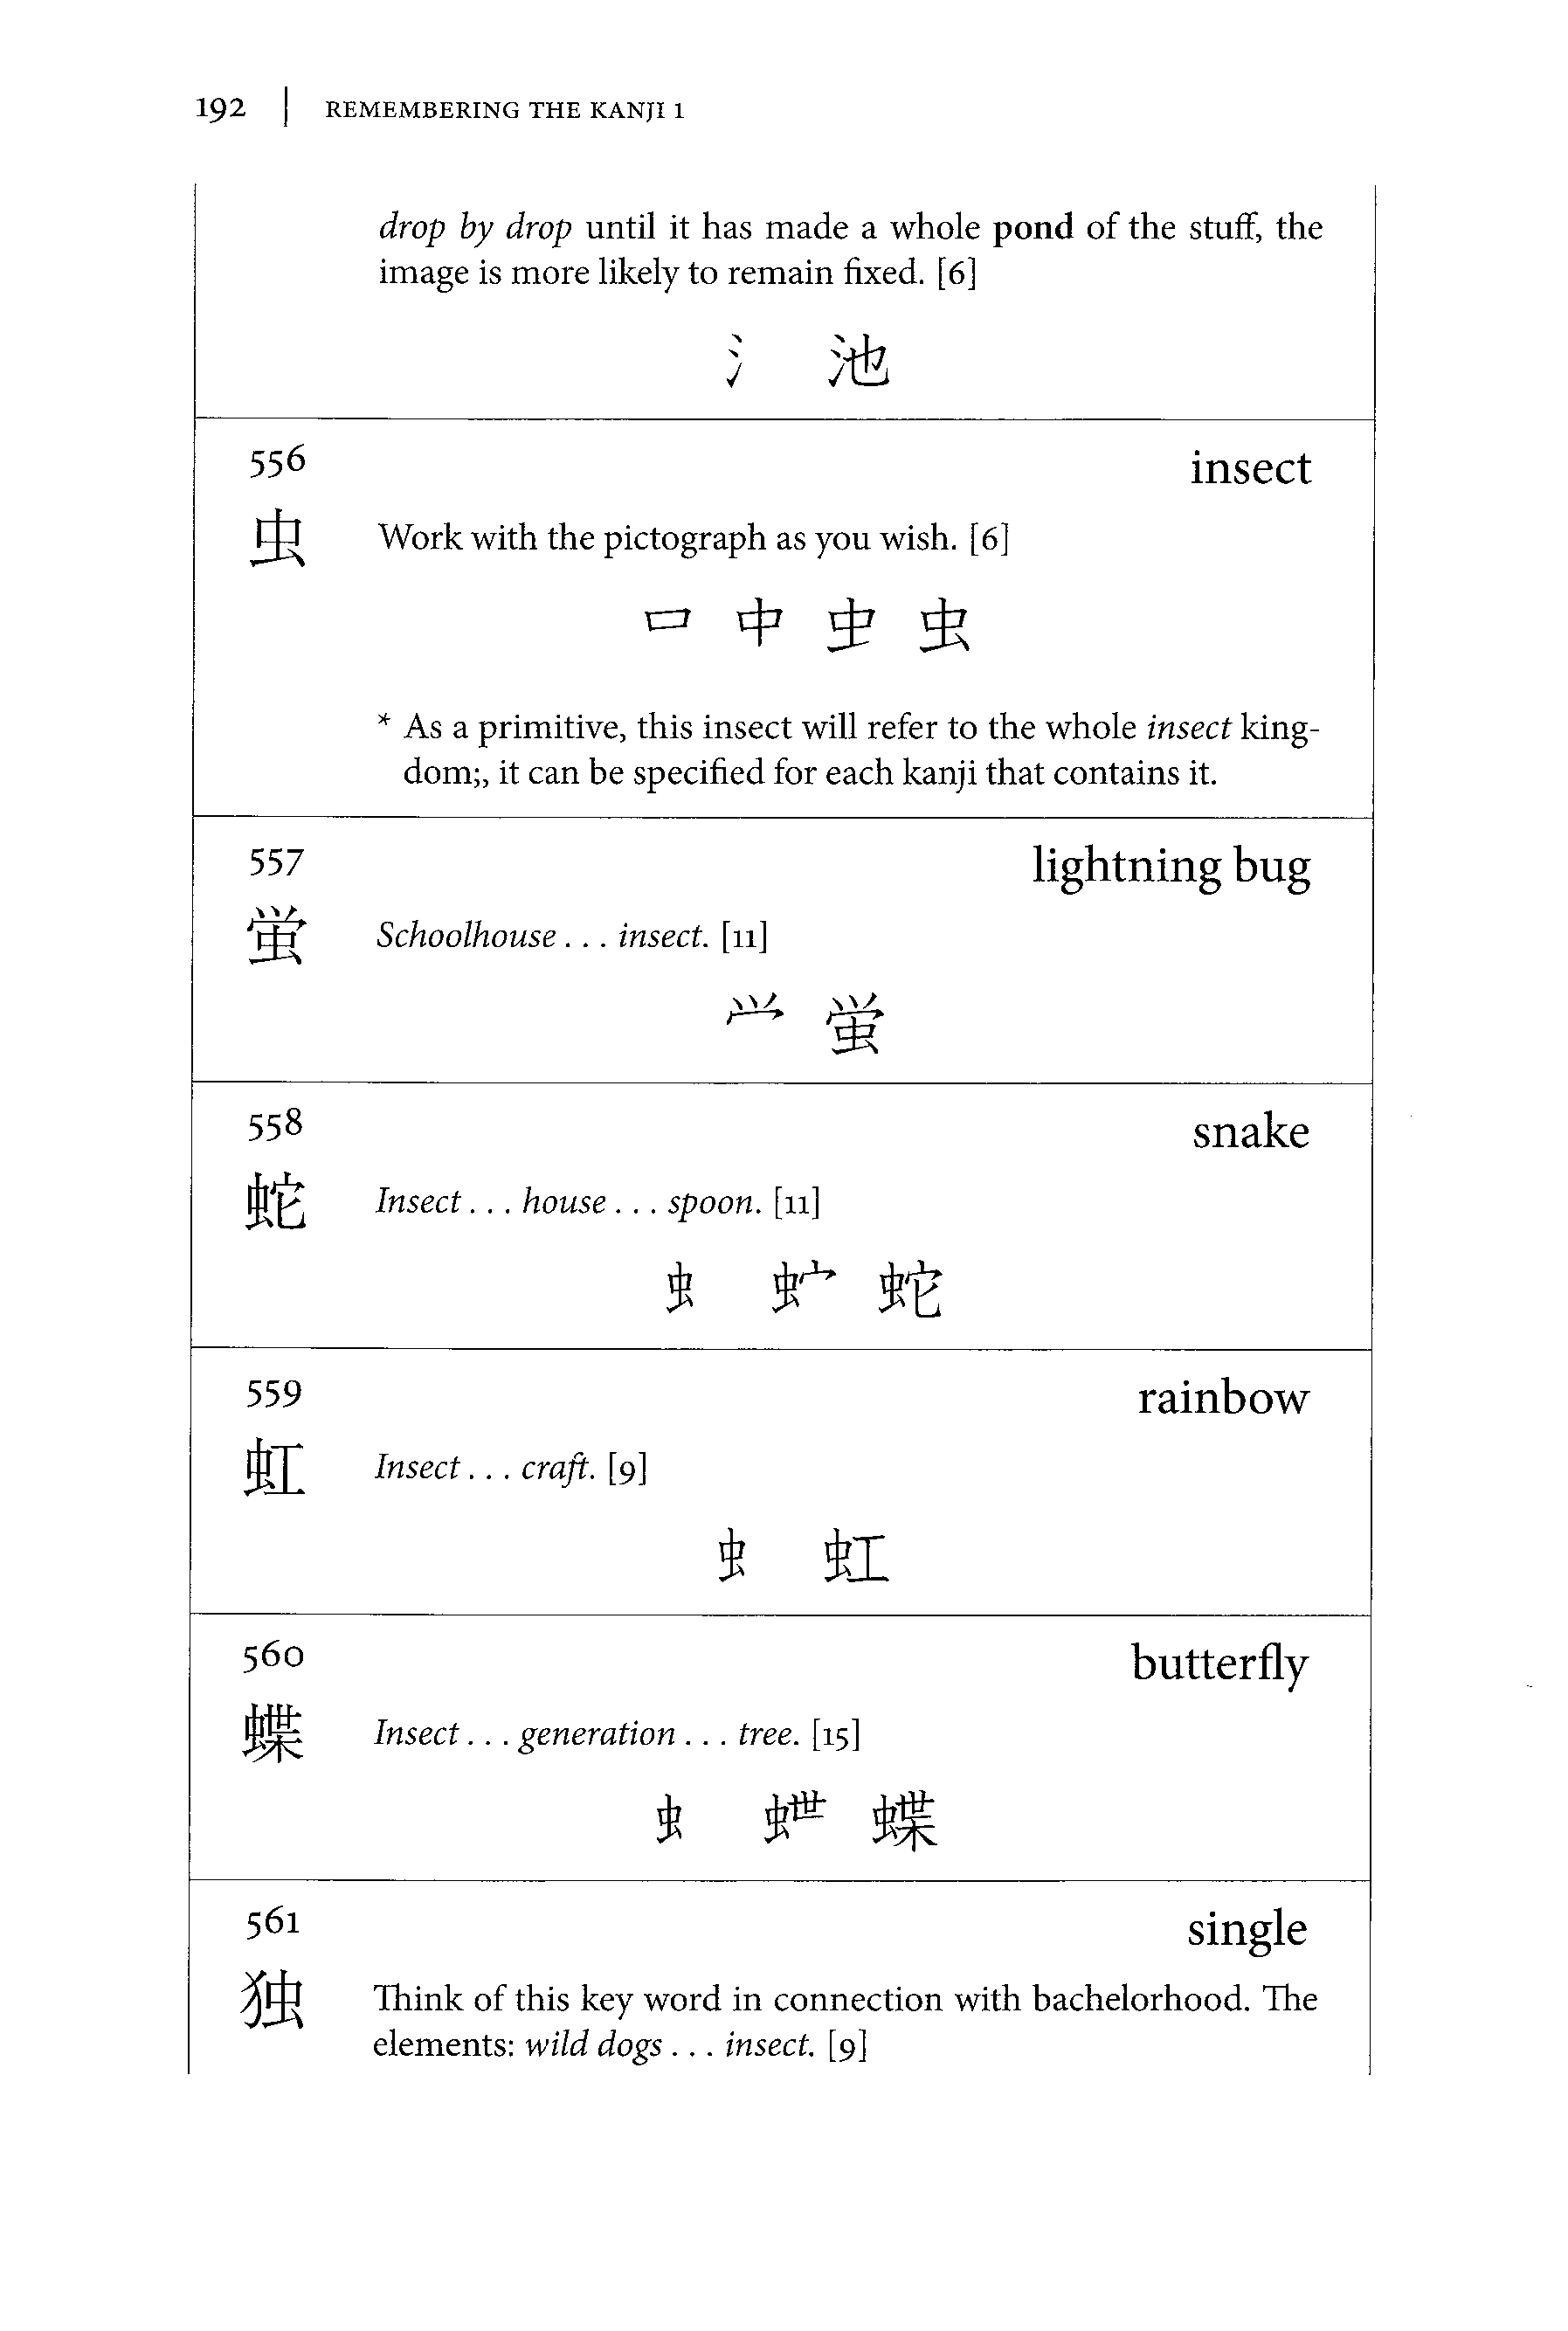 192 | REMEMBERING THE KANJI 1
drop by drop until it has made a whole pond of the stuff, the
image is more likely to remain fixed. [6]
氵 池
556 insect
虫 Work with the pictograph as you wish. [6]
口 中 虫 虫
* As a primitive, this insect will refer to the whole insect king-
dom;, it can be specified for each kanji that contains it.
557 lightning bug
蛍 Schoolhouse . . . insect. [11]
⺍ 蛍
558 snake
蛇 Insect . . . house . . . spoon. [11]
虫 蛇
559 rainbow
虹 Insect . . . craft. [9]
虫 虹
560 butterfly
蝶 Insect . . . generation . . . tree. [15]
虫 蝶
561 single
独 Think of this key word in connection with bachelorhood. The
elements: wild dogs . . . insect. [9]